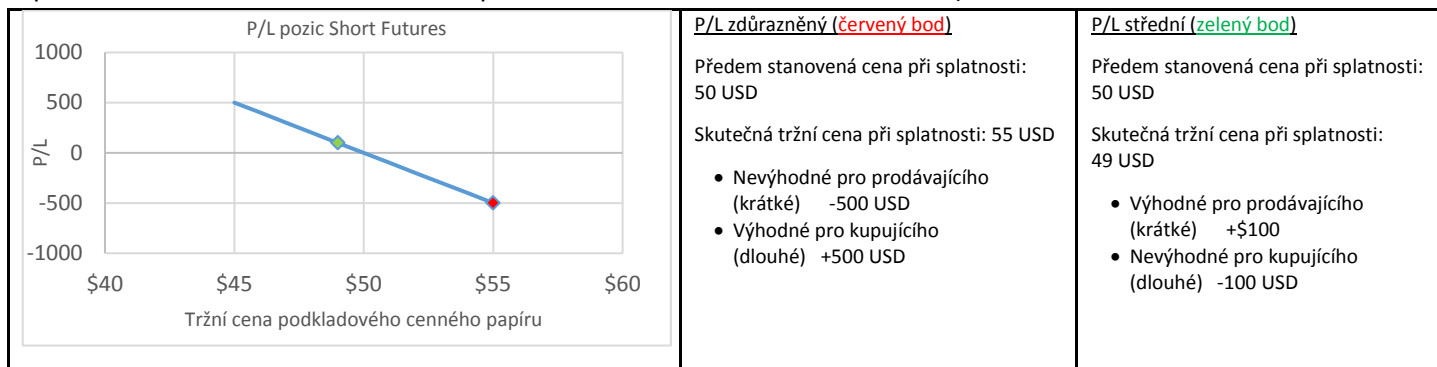 P/L pozic Short Futures
1000
500
0
-500
-1000
P/L
$40
$45
$50
$55
$60
Tržní cena podkladového cenného papíru
P/L zdůrazněný (červený bod)
Předem stanovená cena při splatnosti:
50 USD
Skutečná tržní cena při splatnosti: 55 USD
• Nevýhodné pro prodávajícího
(krátké) -500 USD
• Výhodné pro kupujícího
(dlouhé) +500 USD
P/L střední (zelený bod)
Předem stanovená cena při splatnosti:
50 USD
Skutečná tržní cena při splatnosti:
49 USD
• Výhodné pro prodávajícího
(krátké) +$100
• Nevýhodné pro kupujícího
(dlouhé) -100 USD